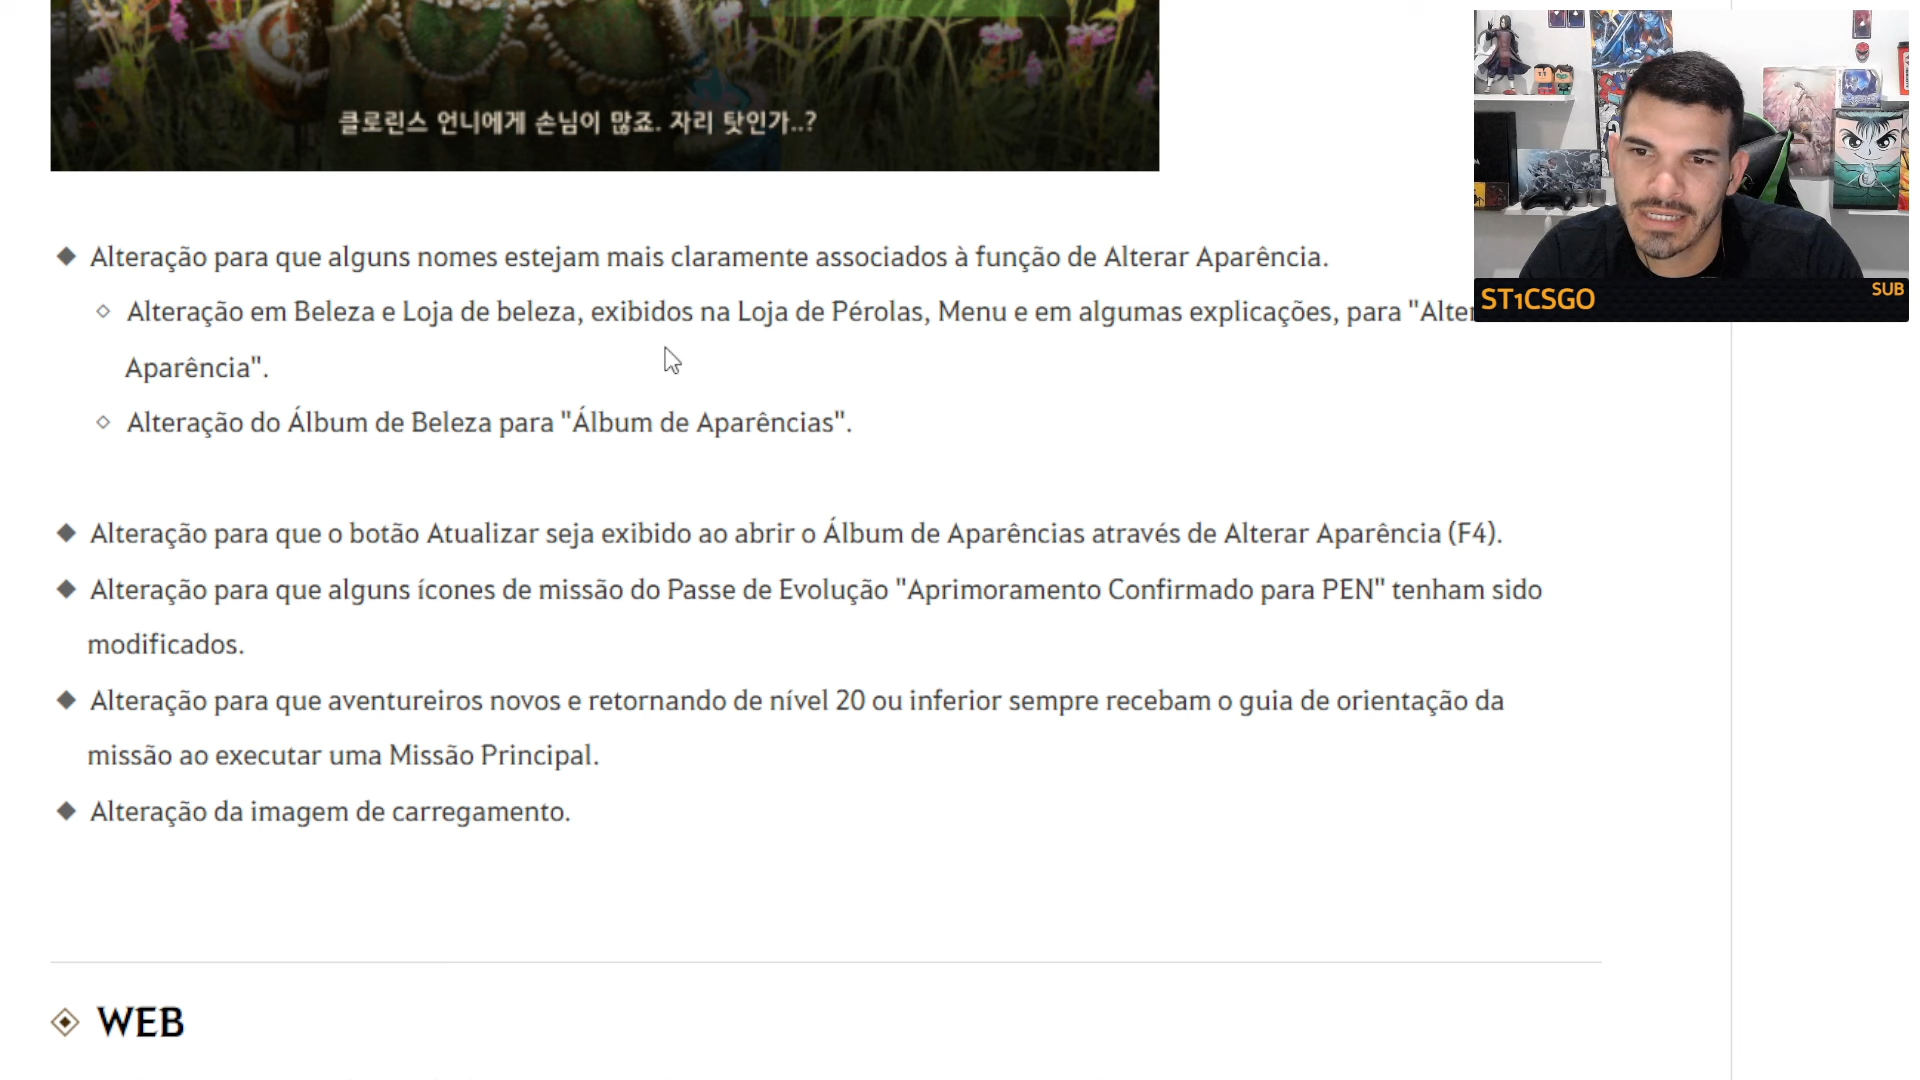 클로린스 언니에게 손님이 많죠. 자리 탓인가..?
ST1CSGO
SUB
Alteração para que alguns nomes estejam mais claramente associados à função de Alterar Aparência.
Alteração em Beleza e Loja de beleza, exibidos na Loja de Pérolas, Menu e em algumas explicações, para "Alter
Aparência".
Alteração do Álbum de Beleza para "Álbum de Aparências".
Alteração para que o botão Atualizar seja exibido ao abrir o Álbum de Aparências através de Alterar Aparência (F4).
Alteração para que alguns ícones de missão do Passe de Evolução "Aprimoramento Confirmado para PEN" tenham sido
modificados.
Alteração para que aventureiros novos e retornando de nível 20 ou inferior sempre recebam o guia de orientação da
missão ao executar uma Missão Principal.
Alteração da imagem de carregamento.
WEB